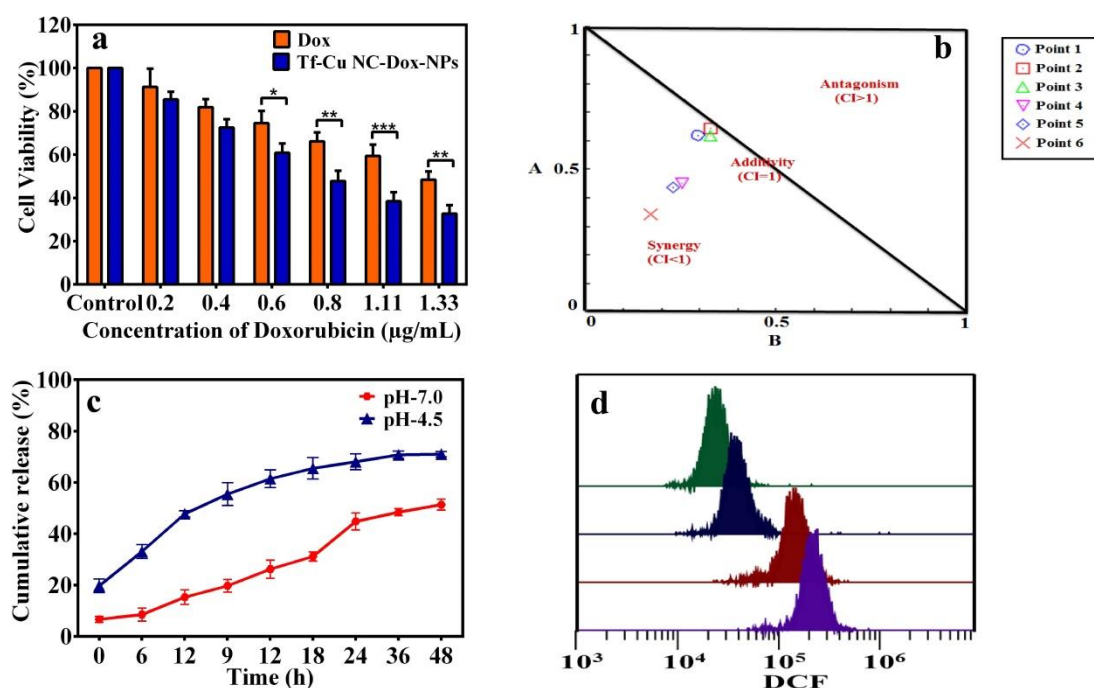 a
Dox
Tf-Cu NC-Dox-NPs
*
**
***
**
120
100
80
60
40
20
0
Cell Viability (%)
Control 0.2 0.4 0.6 0.8 1.11 1.33
Concentration of Doxorubicin (µg/mL)
b
1
0.5
0
A
Antagonism
(CI>1)
Additivity
(CI=1)
Synergy
(CI<1)
0 0.5 1
B
Point 1
Point 2
Point 3
Point 4
Point 5
Point 6
c
pH-7.0
pH-4.5
100
80
60
40
20
0
Cumulative release (%)
0 6 12 9 12 18 24 36 48
Time (h)
d
10³ 10⁴ 10⁵ 10⁶
DCF